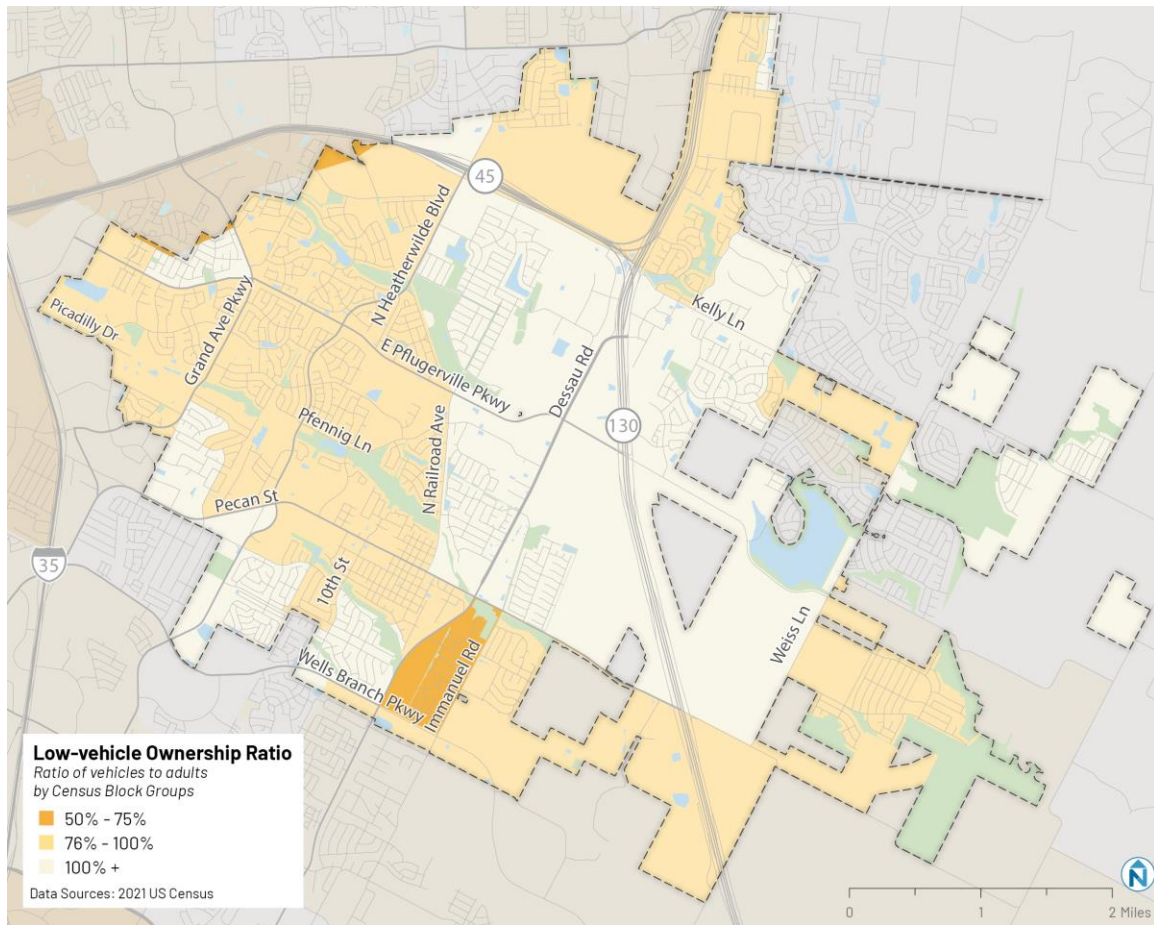 45
N Heatherwilde Blvd
Kelly Ln
Picadilly Dr
Grand Ave Pkwy
E Pflugerville Pkwy
Dessau Rd
130
Pfennig Ln
N Railroad Ave
Pecan St
35
10th St
Weiss Ln
Wells Branch Pkwy
Immanuel Rd
Low-vehicle Ownership Ratio
Ratio of vehicles to adults
by Census Block Groups
50% - 75%
76% - 100%
100% +
Data Sources: 2021 US Census
N
0 1 2 Miles